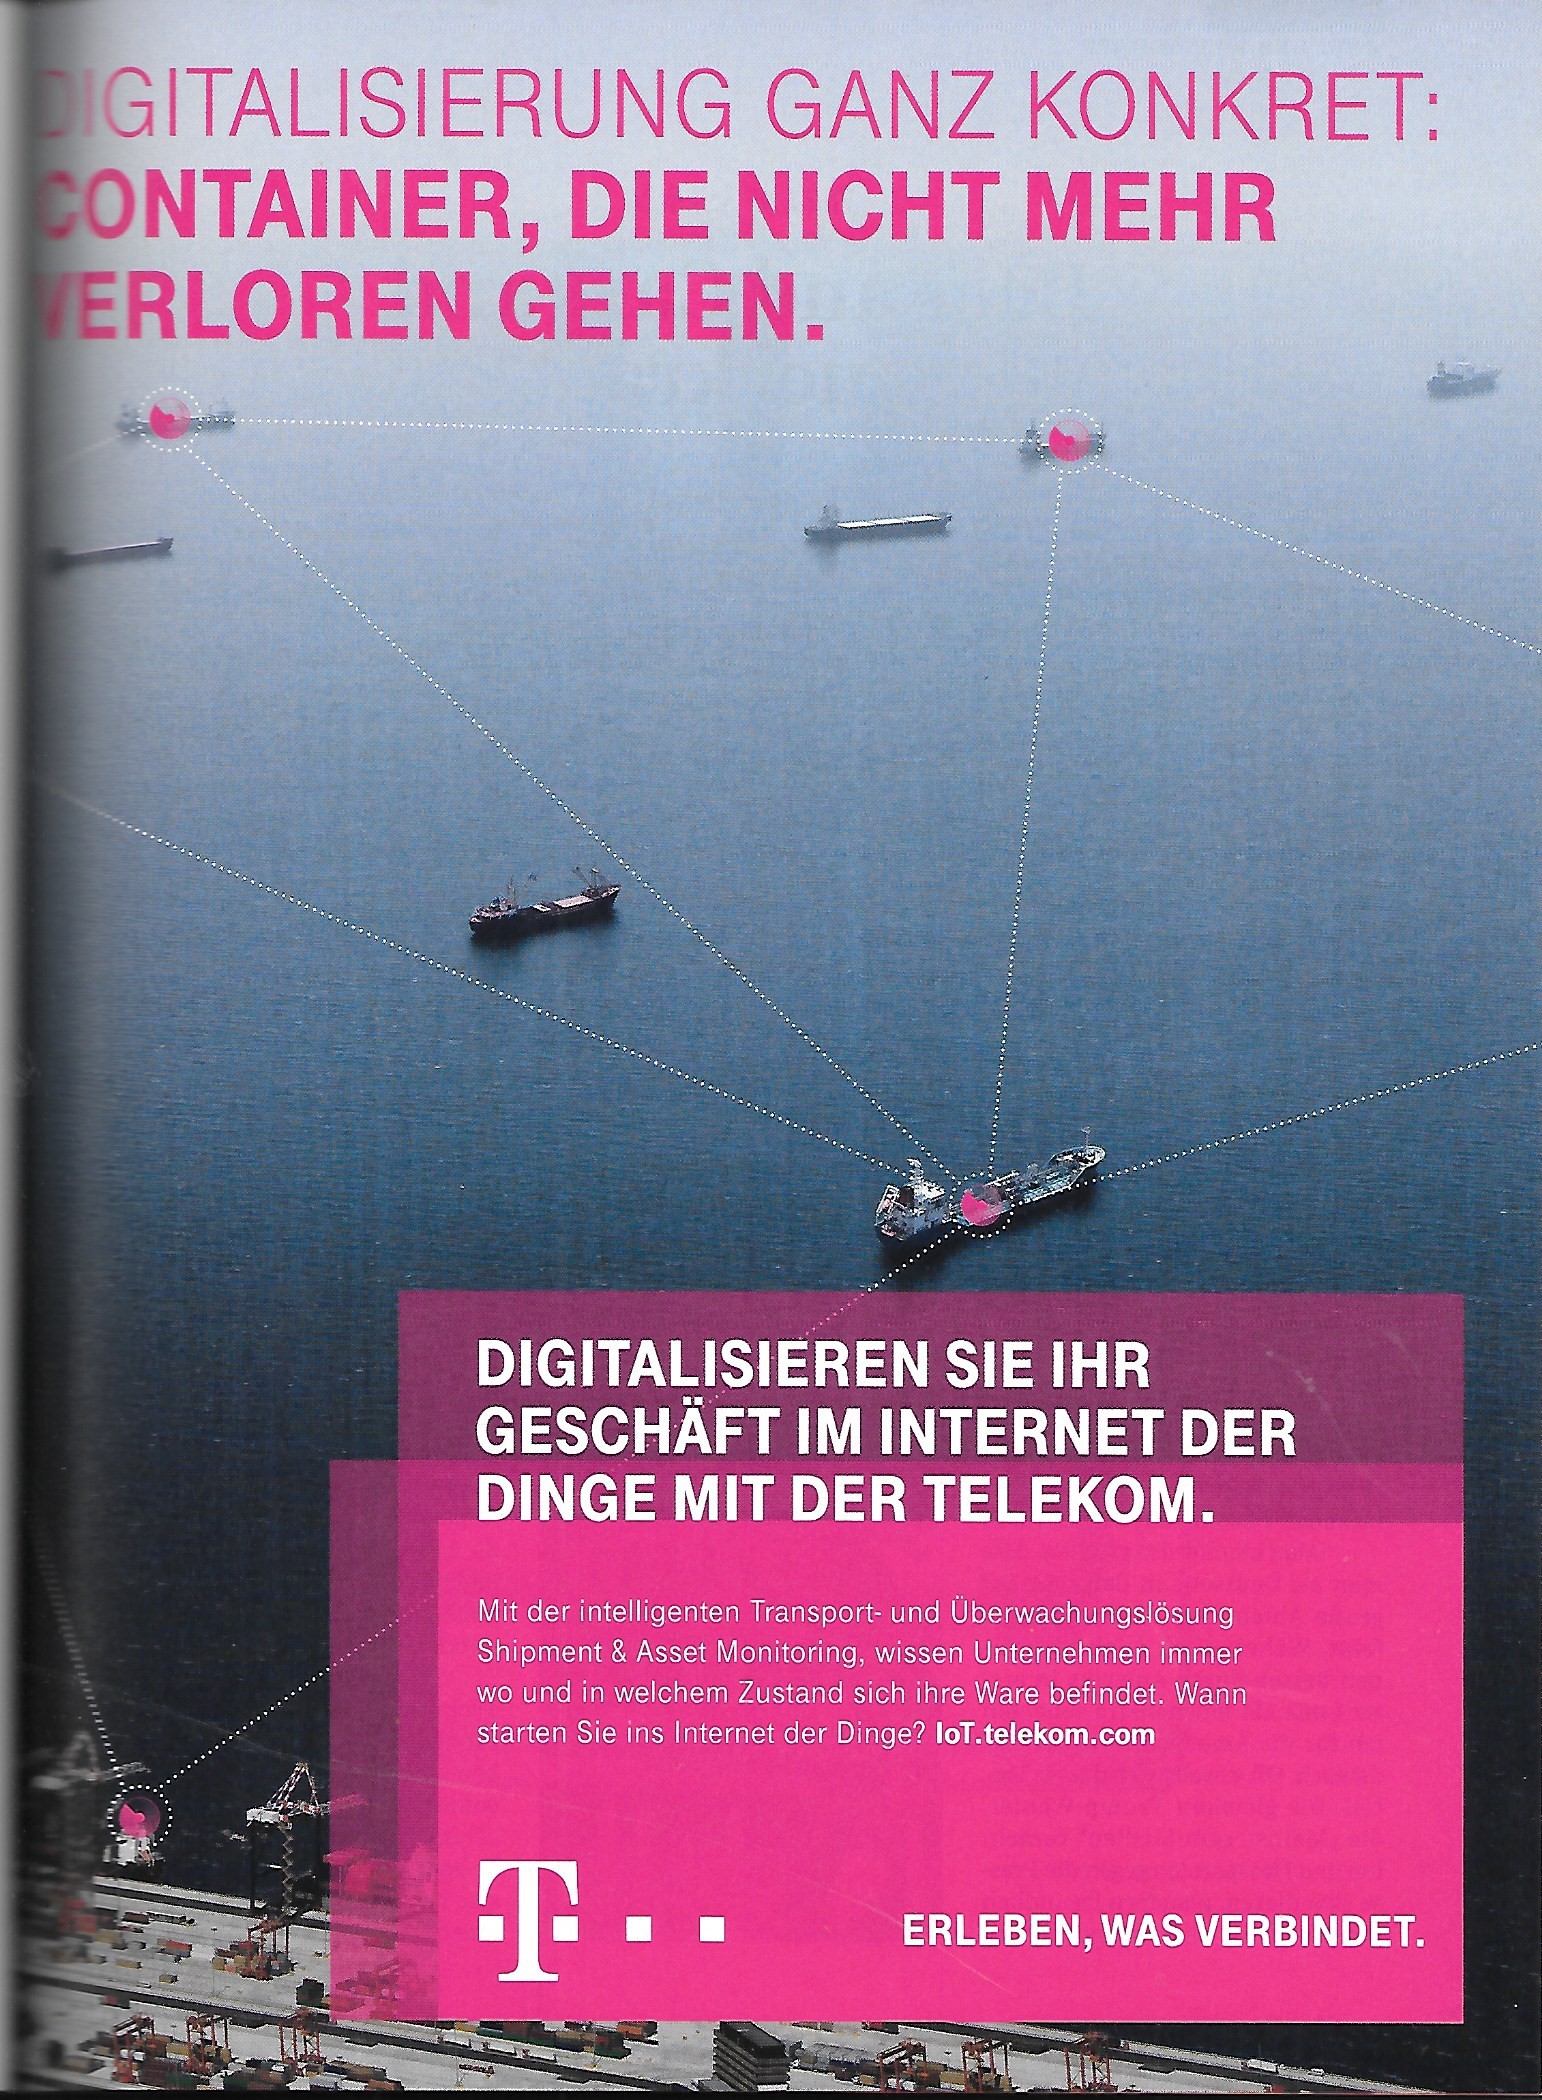 DIGITALISIERUNG GANZ KONKRET:
CONTAINER, DIE NICHT MEHR
VERLOREN GEHEN.
DIGITALISIEREN SIE IHR
GESCHÄFT IM INTERNET DER
DINGE MIT DER TELEKOM.
Mit der intelligenten Transport- und Überwachungslösung
Shipment & Asset Monitoring, wissen Unternehmen immer
wo und in welchem Zustand sich ihre Ware befindet. Wann
starten Sie ins Internet der Dinge? IoT.telekom.com
T
ERLEBEN, WAS VERBINDET.